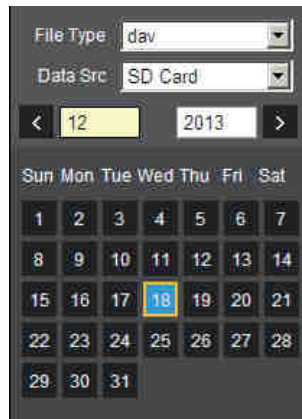 File Type dav
Data Src SD Card
< 12 2013 >
Sun Mon Tue Wed Thu Fri Sat
1 2 3 4 5 6 7
8 9 10 11 12 13 14
15 16 17 18 19 20 21
22 23 24 25 26 27 28
29 30 31